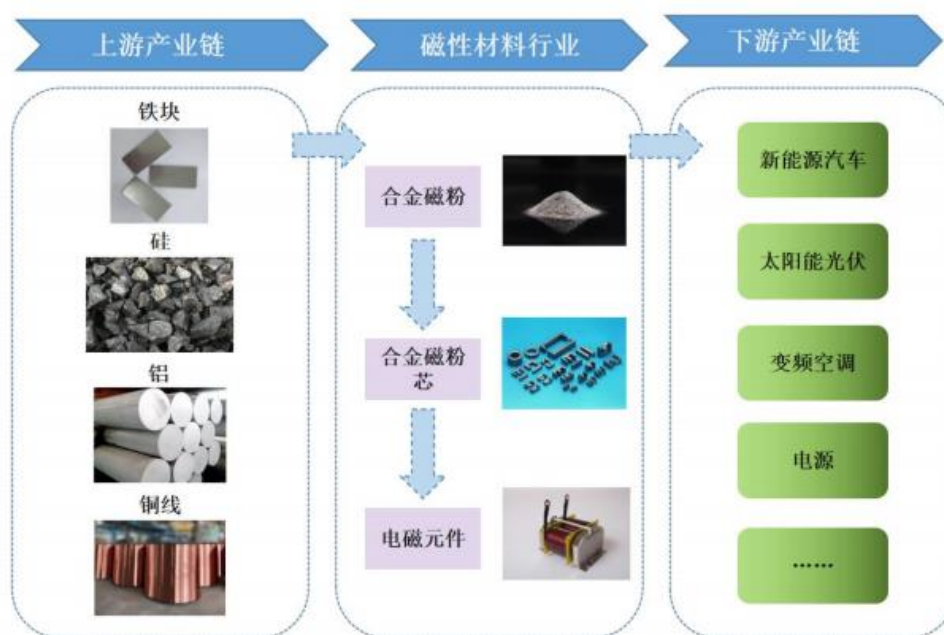 上游产业链
磁性材料行业
下游产业链
铁块
硅
铝
铜线
合金磁粉
合金磁粉
芯
电磁元件
新能源汽车
太阳能光伏
变频空调
电源
……